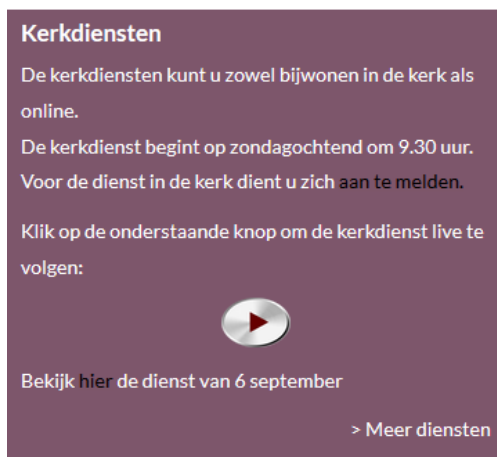 Kerkdiensten
De kerkdiensten kunt u zowel bijwonen in de kerk als
online.
De kerkdienst begint op zondagochtend om 9.30 uur.
Voor de dienst in de kerk dient u zich aan te melden.
Klik op de onderstaande knop om de kerkdienst live te
volgen:
Bekijk hier de dienst van 6 september
> Meer diensten